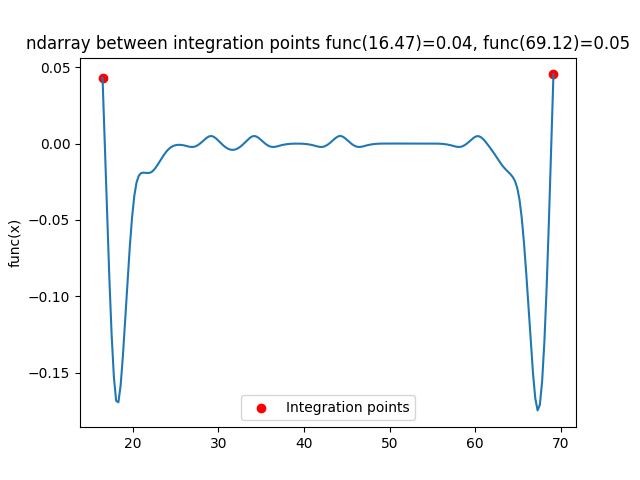 ndarray between integration points func(16.47)=0.04, func(69.12)=0.05
0.05
0.00
−0.05
−0.10
−0.15
func(x)
Integration points
20 30 40 50 60 70